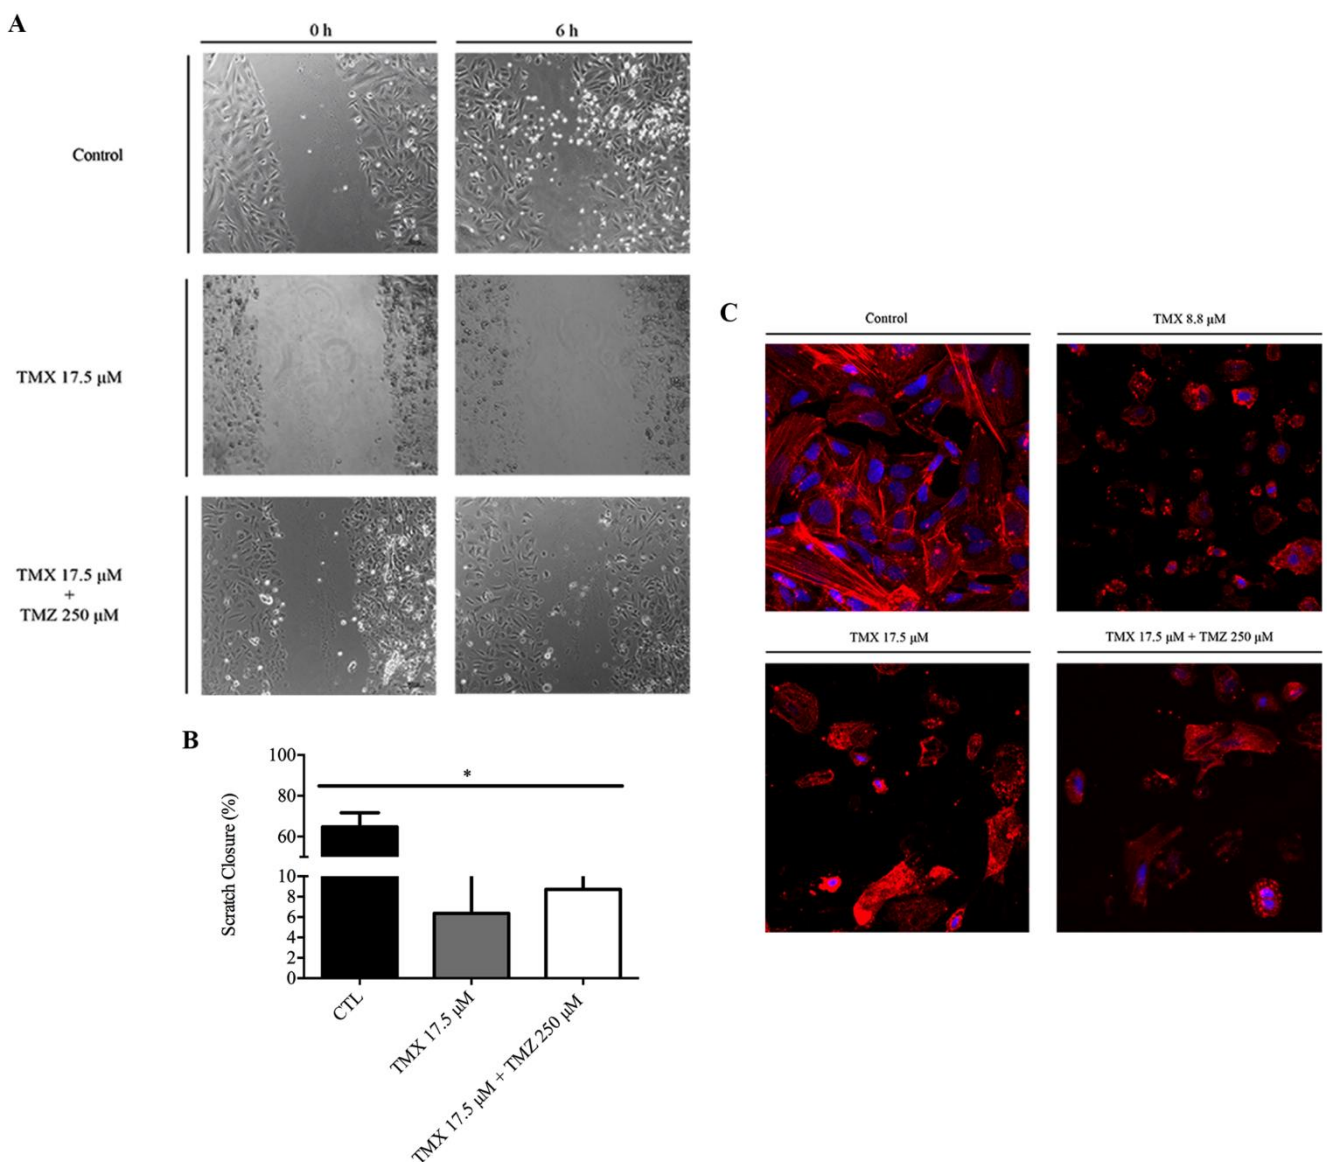 A
0 h
6 h
Control
TMX 17.5 μM
TMX 17.5 μM
+
TMZ 250 μM
B
Scratch Closure (%)
100
80
60
10
8
6
4
2
0
*
CTL
TMX 17.5 μM
TMX 17.5 μM + TMZ 250 μM
C
Control
TMX 8.8 μM
TMX 17.5 μM
TMX 17.5 μM + TMZ 250 μM